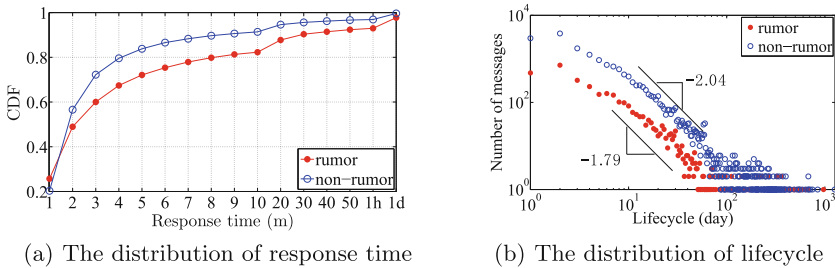 1
0.8
0.6
0.4
0.2
CDF
1 2 3 4 5 6 7 8 9 10 20 30 40 50 1h 1d
Response time (m)
rumor
non-rumor
(a) The distribution of response time
10^4
10^2
10^0
Number of messages
10^0 10^1 10^2 10^3
Lifecycle (day)
rumor
non-rumor
−2.04
−1.79
(b) The distribution of lifecycle